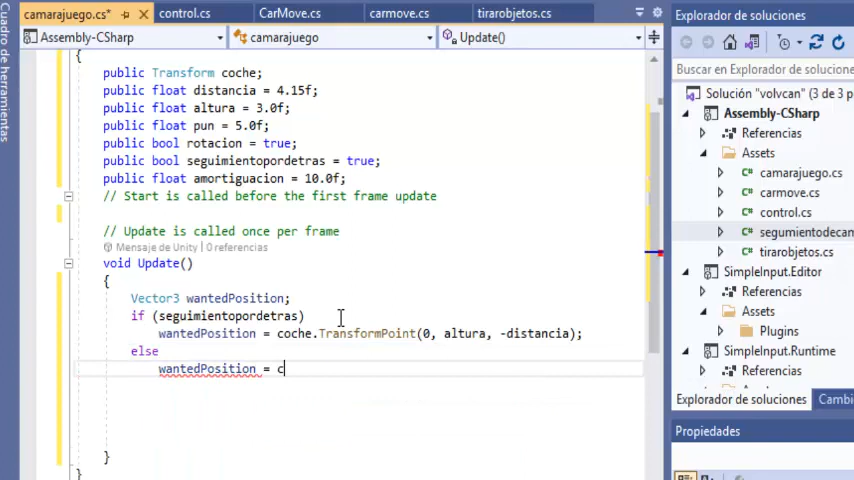 Cuadro de herramientas
camarajuego.cs*
control.cs
CarMove.cs
carmove.cs
tirarobjetos.cs
Assembly-CSharp
camarajuego
Update()
{
public Transform coche;
public float distancia = 4.15f;
public float altura = 3.0f;
public float pun = 5.0f;
public bool rotacion = true;
public bool seguimientopordetras = true;
public float amortiguacion = 10.0f;
// Start is called before the first frame update
// Update is called once per frame
Mensaje de Unity | 0 referencias
void Update()
{
Vector3 wantedPosition;
if (seguimientopordetras)
wantedPosition = coche.TransformPoint(0, altura, -distancia);
else
wantedPosition = c
}
}
Explorador de soluciones
Buscar en Explorador de solucione
Solución "volvcan" (3 de 3 p
Assembly-CSharp
Referencias
Assets
C# camarajuego.cs
C# carmove.cs
C# control.cs
C# segumientodecam
C# tirarobjetos.cs
SimpleInput.Editor
Referencias
Assets
Plugins
SimpleInput.Runtime
Referencias
Explorador de soluciones
Cambi
Propiedades